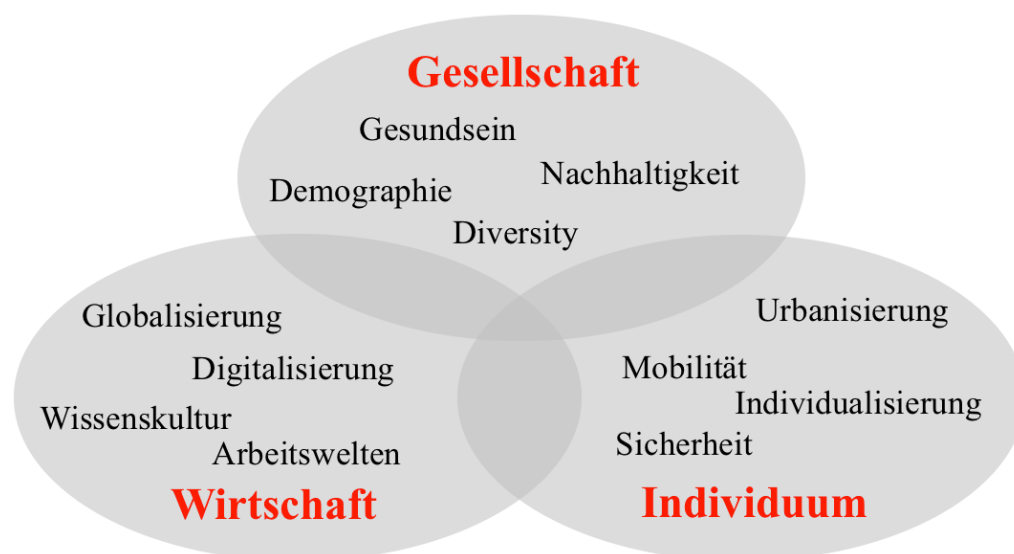 Gesellschaft
Gesundsein
Nachhaltigkeit
Demographie
Diversity
Globalisierung
Digitalisierung
Wissenskultur
Arbeitswelten
Wirtschaft
Urbanisierung
Mobilität
Individualisierung
Sicherheit
Individuum